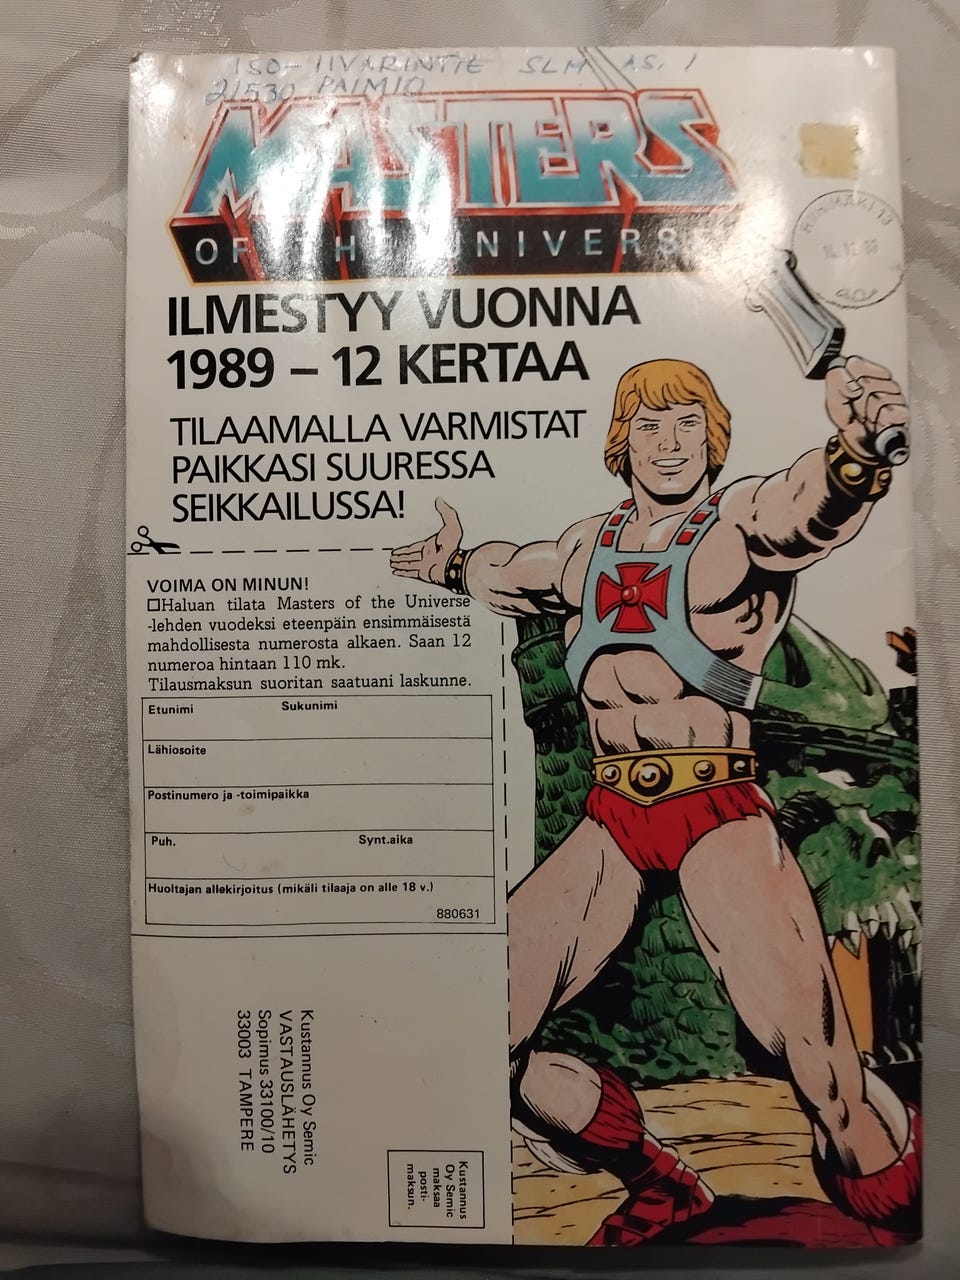 ISO-IIVARINTIE SLM AS. 1
21530 PAIMIO
MASTERS
OF THE UNIVERSE
14.12.88
ILMESTYY VUONNA
1989 – 12 KERTAA
TILAAMALLA VARMISTAT
PAIKKASI SUURESSA
SEIKKAILUSSA!
VOIMA ON MINUN!
☐Haluan tilata Masters of the Universe
-lehden vuodeksi eteenpäin ensimmäisestä
mahdollisesta numerosta alkaen. Saan 12
numeroa hintaan 110 mk.
Tilausmaksun suoritan saatuani laskunne.
Etunimi Sukunimi
Lähiosoite
Postinumero ja -toimipaikka
Puh. Synt.aika
Huoltajan allekirjoitus (mikäli tilaaja on alle 18 v.)
880631
Kustannus Oy Semic
VASTAUSLÄHETYS
Sopimus 33100/10
33003 TAMPERE
Kustannus
Oy Semic
maksaa
posti-
maksun.